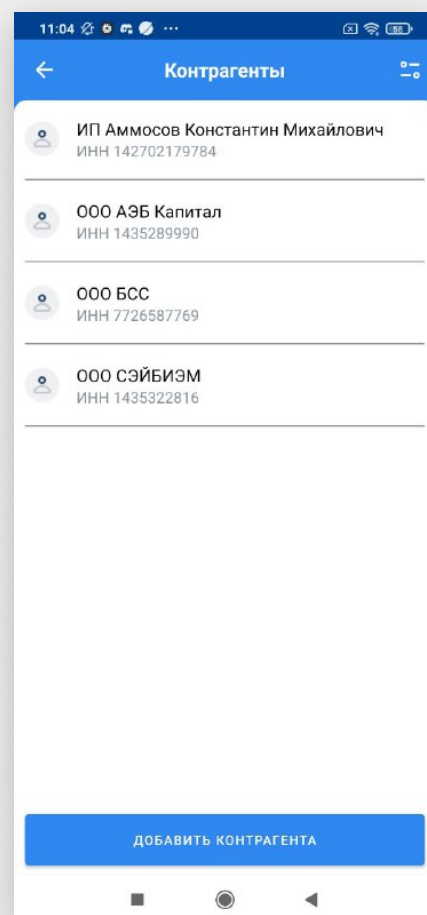 11:04
58
Контрагенты
ИП Аммосов Константин Михайлович
ИНН 142702179784
ООО АЭБ Капитал
ИНН 1435289990
ООО БСС
ИНН 7726587769
ООО СЭЙБИЭМ
ИНН 1435322816
ДОБАВИТЬ КОНТРАГЕНТА